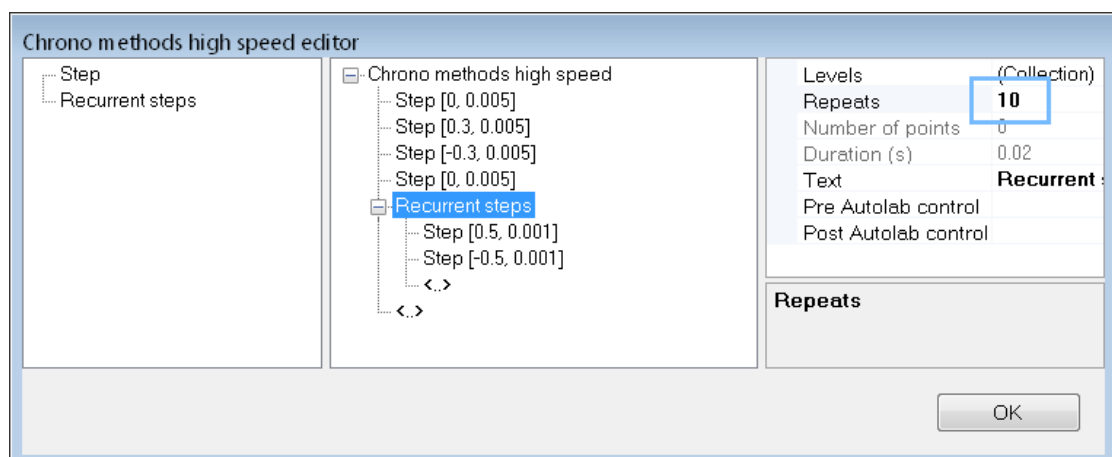 Chrono methods high speed editor
Step
Recurrent steps
Chrono methods high speed
Step [0, 0.005]
Step [0.3, 0.005]
Step [-0.3, 0.005]
Step [0, 0.005]
Recurrent steps
Step [0.5, 0.001]
Step [-0.5, 0.001]
<..>
<..>
Levels (Collection)
Repeats 10
Number of points 0
Duration (s) 0.02
Text Recurrent
Pre Autolab control
Post Autolab control
Repeats
OK